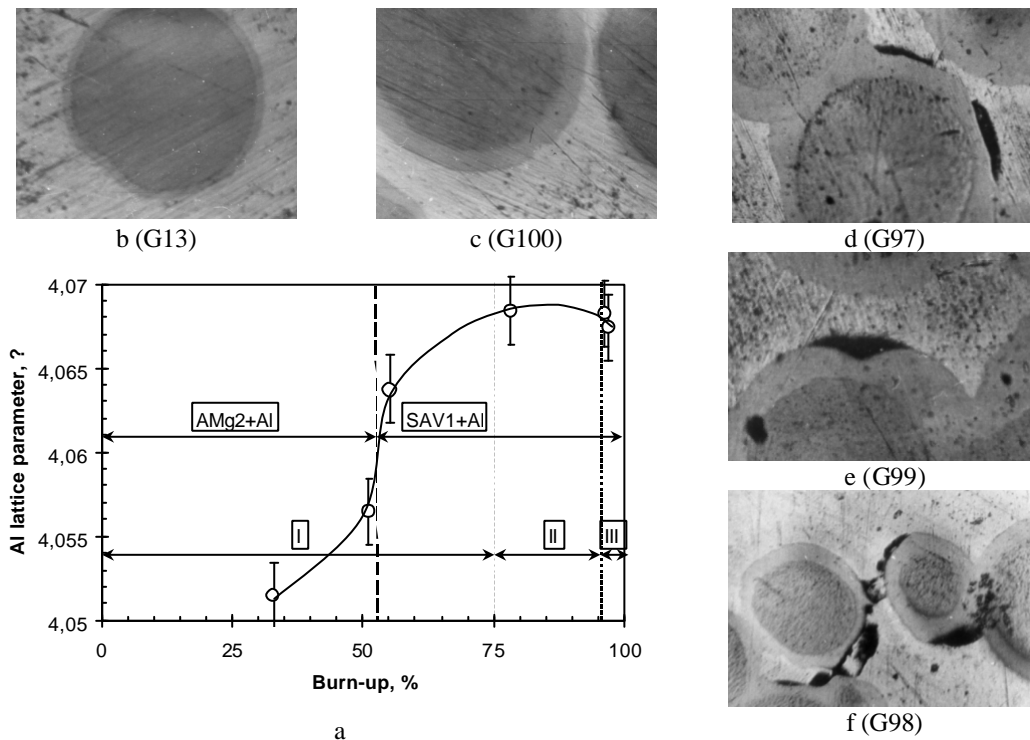 b (G13)
c (G100)
d (G97)
e (G99)
f (G98)
Al lattice parameter, ?
4,07
4,065
4,06
4,055
4,05
AMg2+Al
SAV1+Al
I
II
III
0
25
50
75
100
Burn-up, %
a